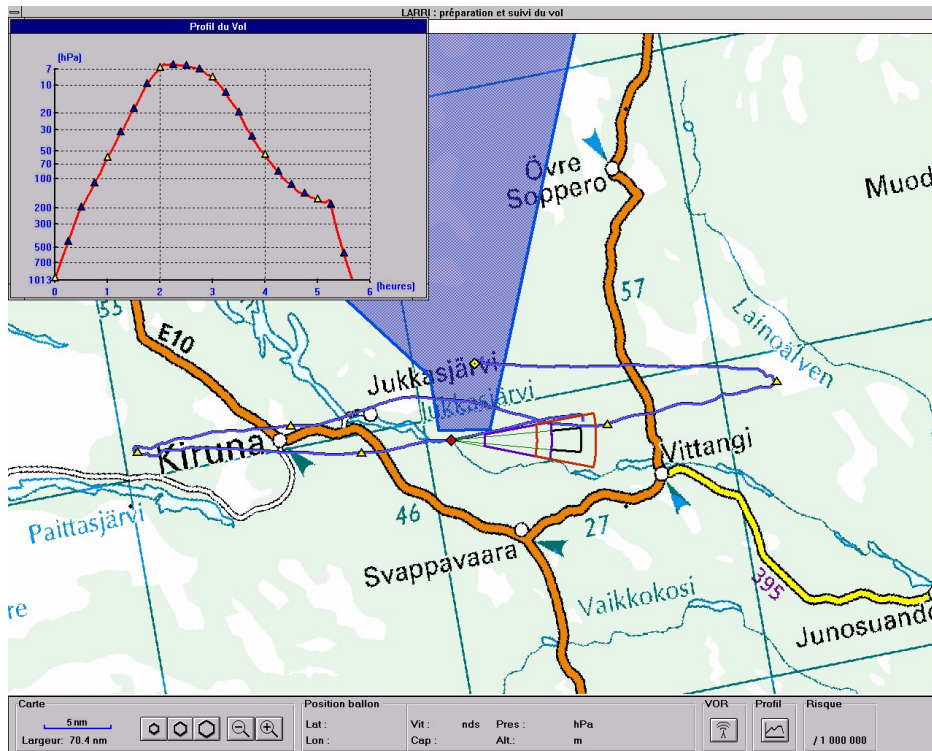 LARRI : préparation et suivi du vol
Profil du Vol
[hPa]
7
10
20
30
50
70
100
200
300
500
700
1013
0
1
2
3
4
5
6
[heures]
Övre
Soppero
Muod
57
Lainoälven
53
E10
Jukkasjärvi
Jukkasjärvi
Kiruna
Vittangi
Paittasjärvi
46
27
Svappavaara
395
Vaikkokosi
re
Junosuando
Carte
5 nm
Largeur: 70.4 nm
Position ballon
Lat :
Lon :
Vit :
nds
Cap :
Pres :
hPa
Alt.:
m
VOR
Profil
Risque
/ 1 000 000